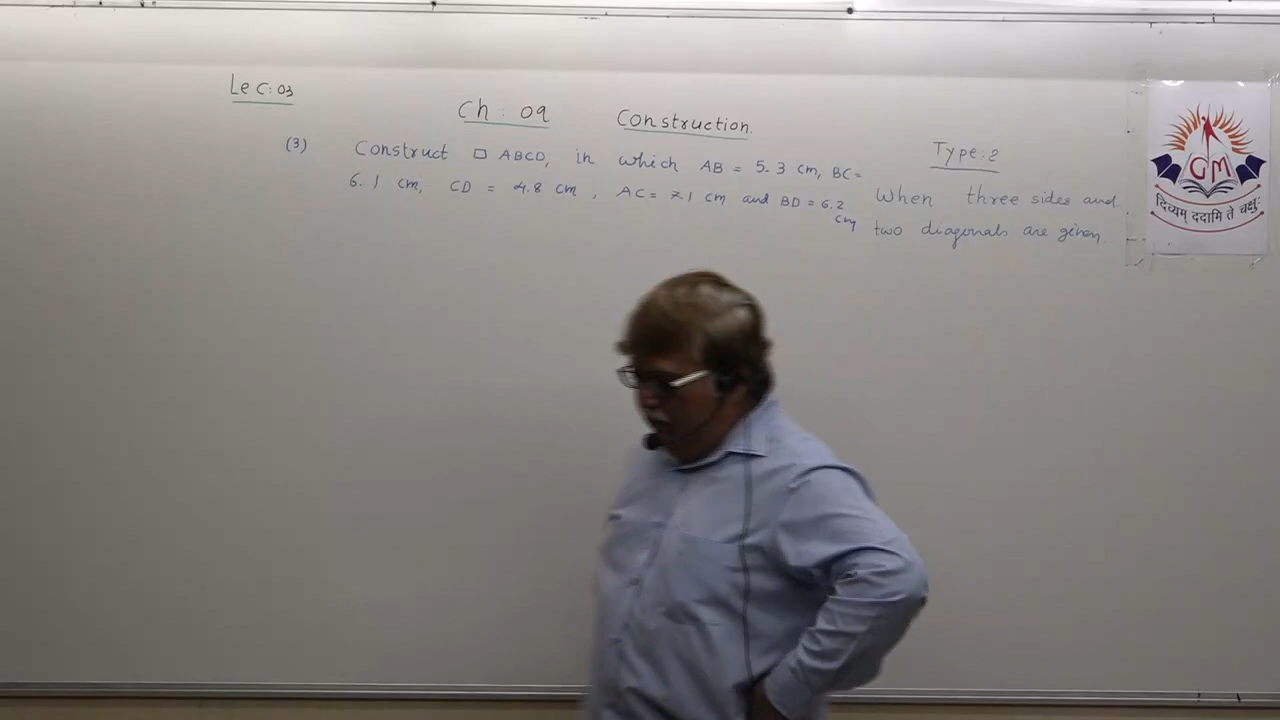 Lec:03
Ch: 09 Construction.
(3) Construct □ ABCD, in which AB = 5.3 cm, BC=
6.1 cm, CD = 4.8 cm, AC= 7.1 cm and BD = 6.2
cm
Type:2
When three sides and
two diagonals are given.
GM
दिव्यम् ददामि ते चक्षुः